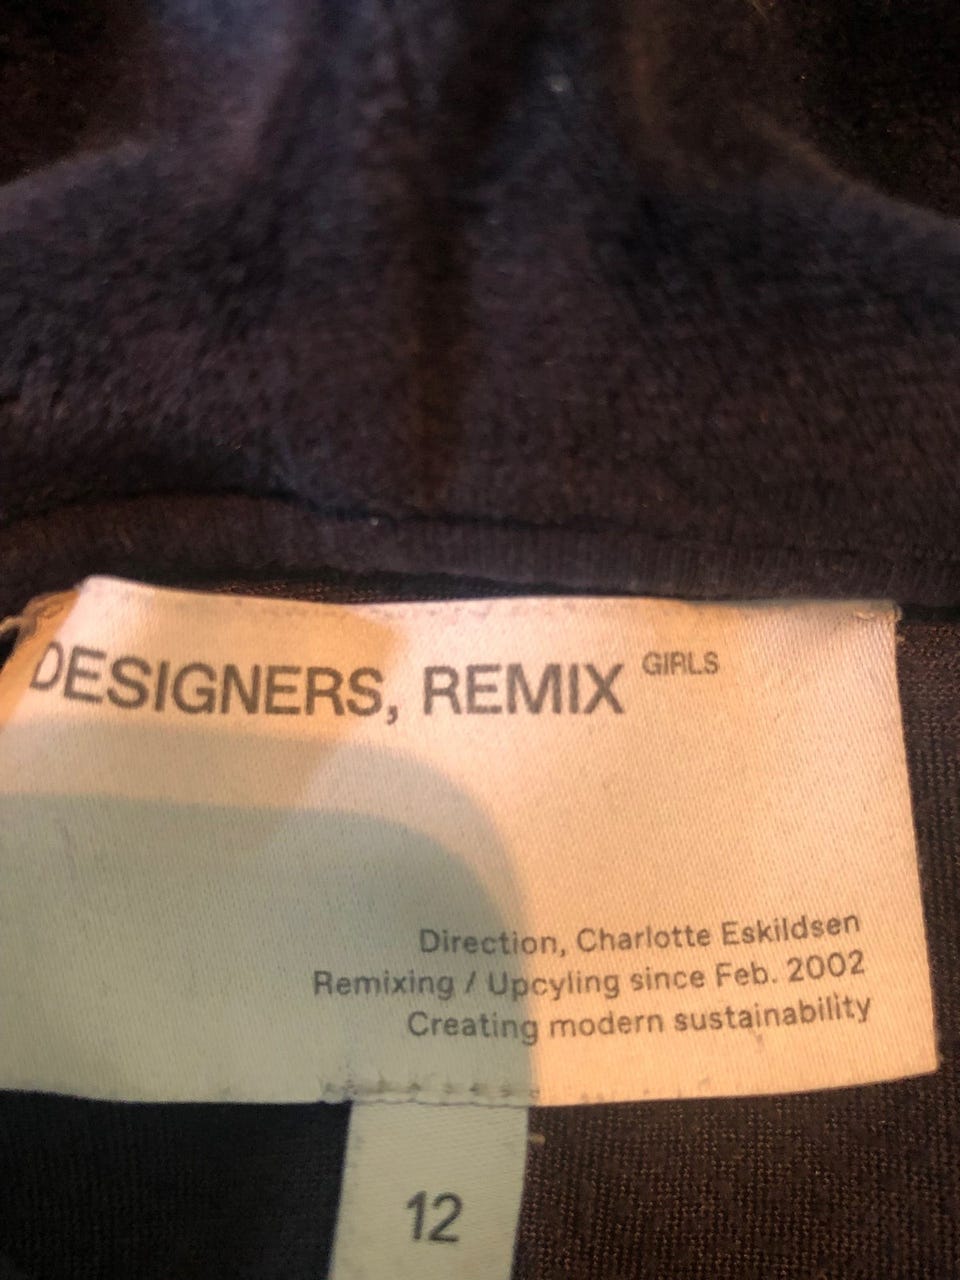 DESIGNERS, REMIX GIRLS
Direction, Charlotte Eskildsen
Remixing / Upcyling since Feb. 2002
Creating modern sustainability
12